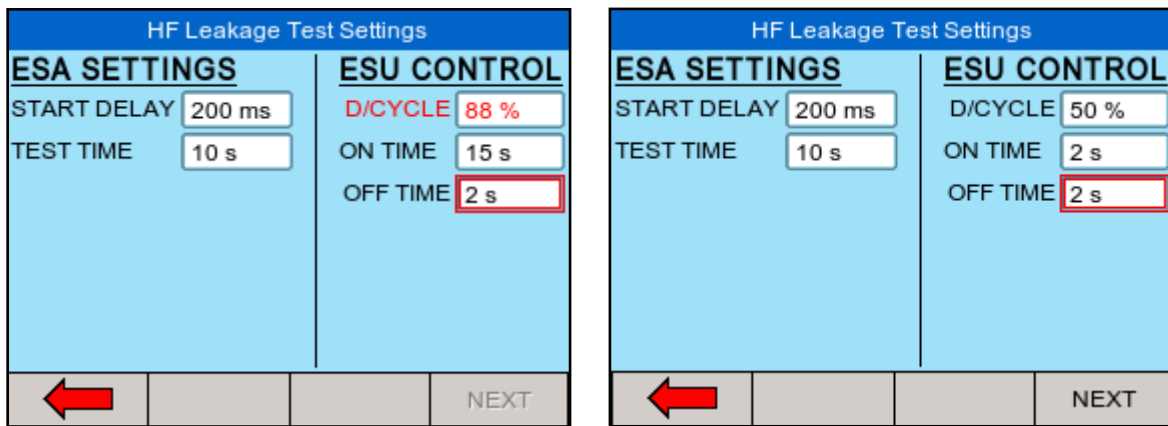 HF Leakage Test Settings
ESA SETTINGS
START DELAY 200 ms
TEST TIME 10 s
ESU CONTROL
D/CYCLE 88 %
ON TIME 15 s
OFF TIME 2 s
NEXT
HF Leakage Test Settings
ESA SETTINGS
START DELAY 200 ms
TEST TIME 10 s
ESU CONTROL
D/CYCLE 50 %
ON TIME 2 s
OFF TIME 2 s
NEXT